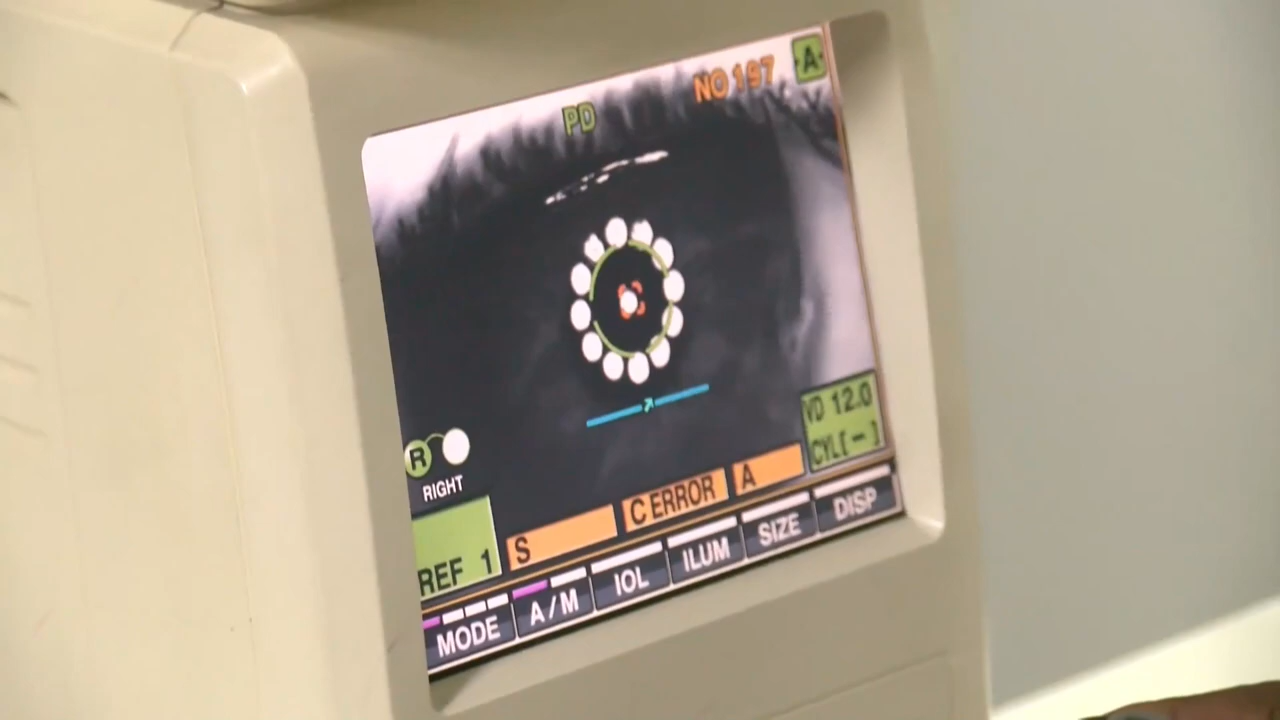 NO 197
A
PD
VD 12.0
CYL[-]
R
RIGHT
REF 1
S
C ERROR
A
MODE
A/M
IOL
ILUM
SIZE
DISP